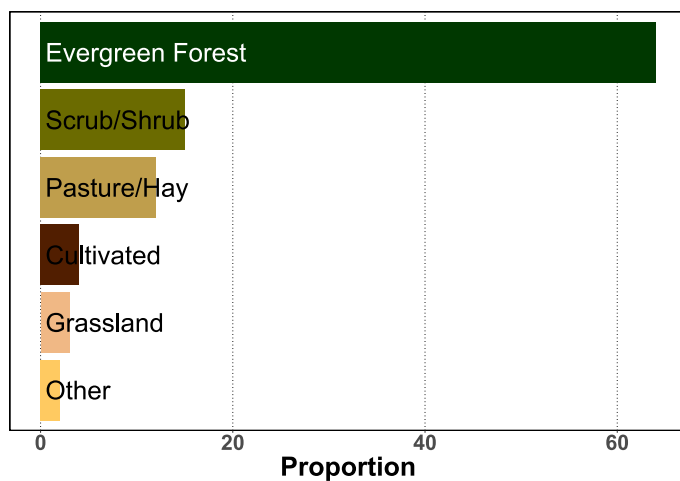 Evergreen Forest
Scrub/Shrub
Pasture/Hay
Cultivated
Grassland
Other
0 20 40 60
Proportion